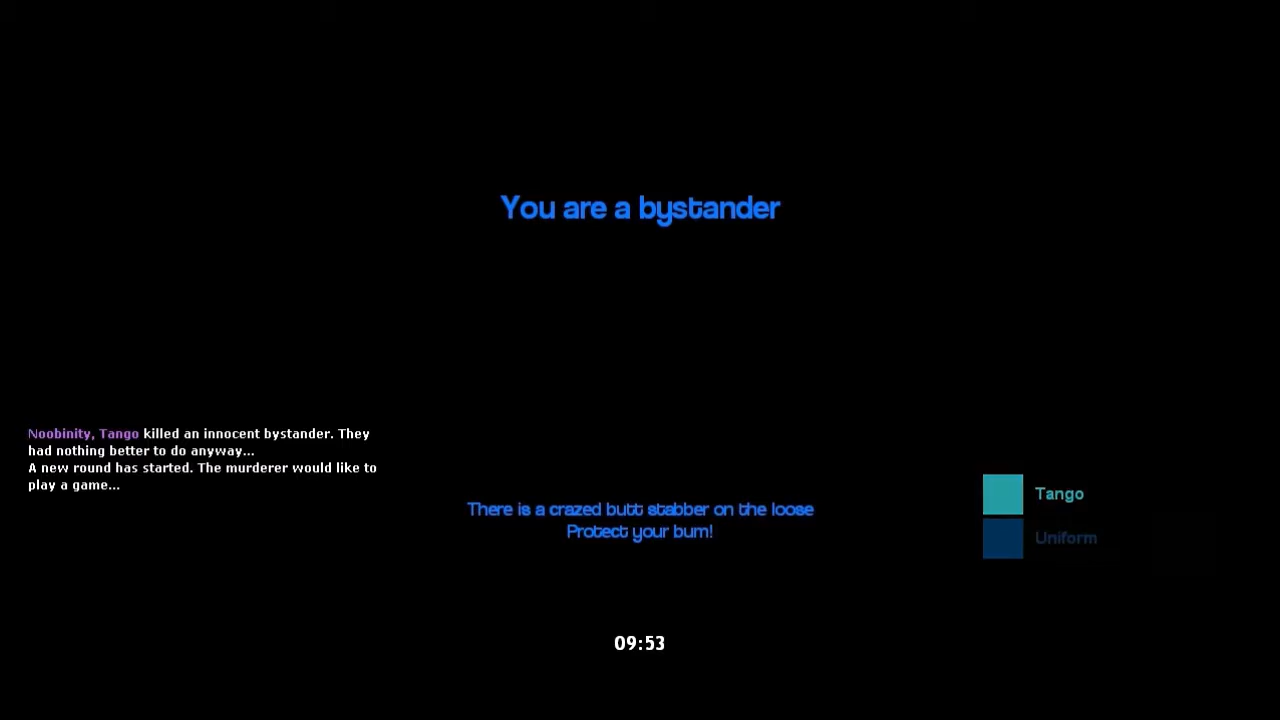 You are a bystander
Noobinity, Tango killed an innocent bystander. They
had nothing better to do anyway...
A new round has started. The murderer would like to
play a game...
There is a crazed butt stabber on the loose
Protect your bum!
Tango
Uniform
09:53